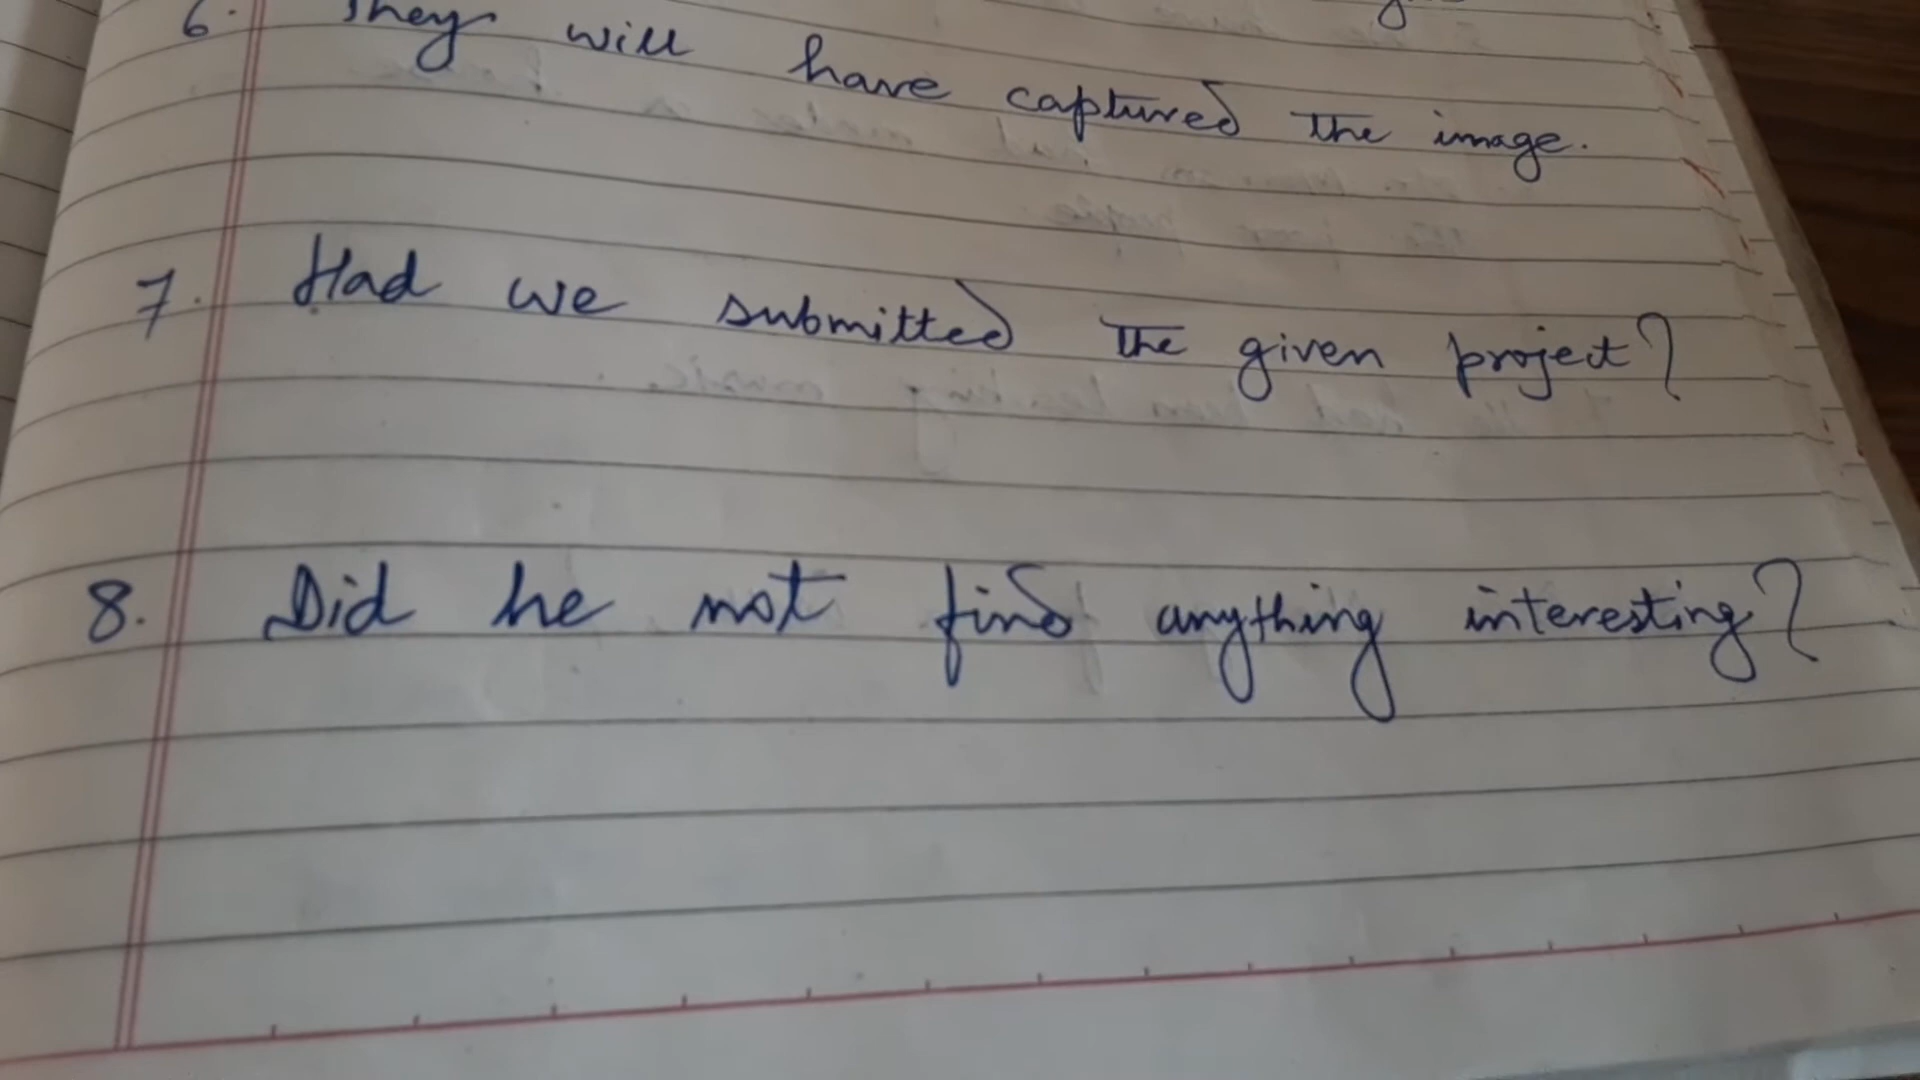 6. They will have captured the image.
7. Had we submitted the given project?
8. Did he not find anything interesting?